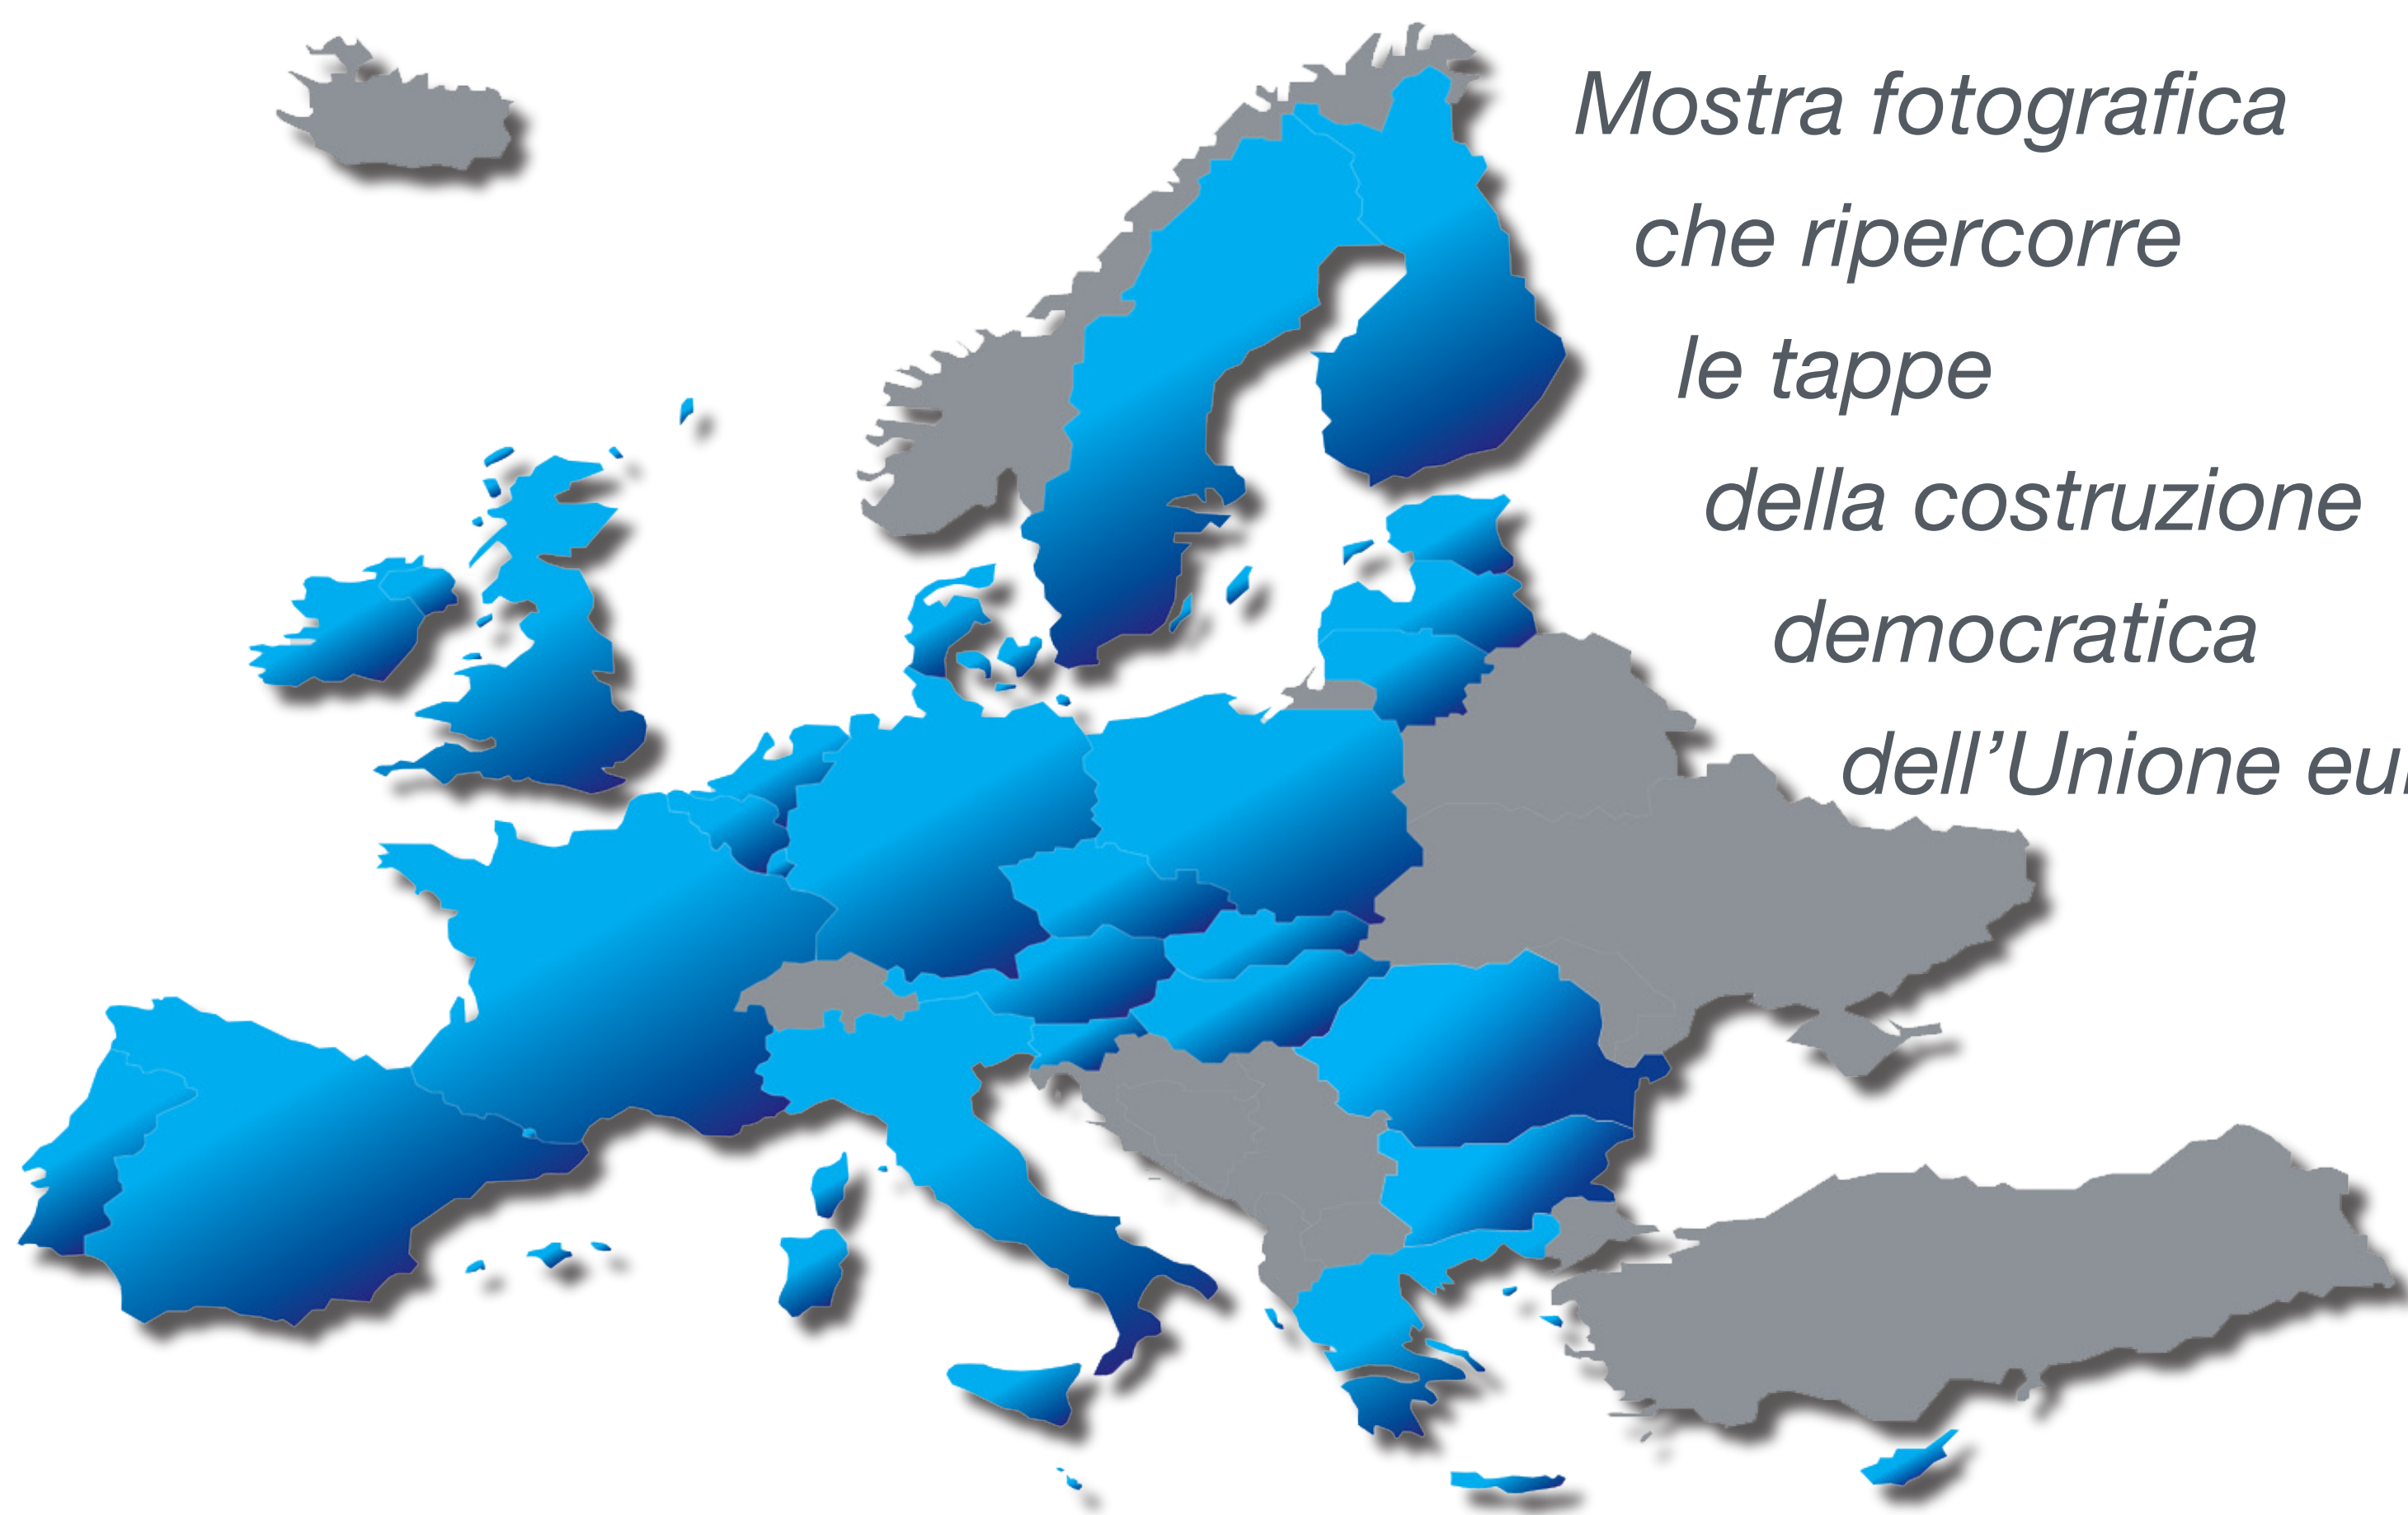 Mostra fotografica
che ripercorre
le tappe
della costruzione
democratica
dell’Unione